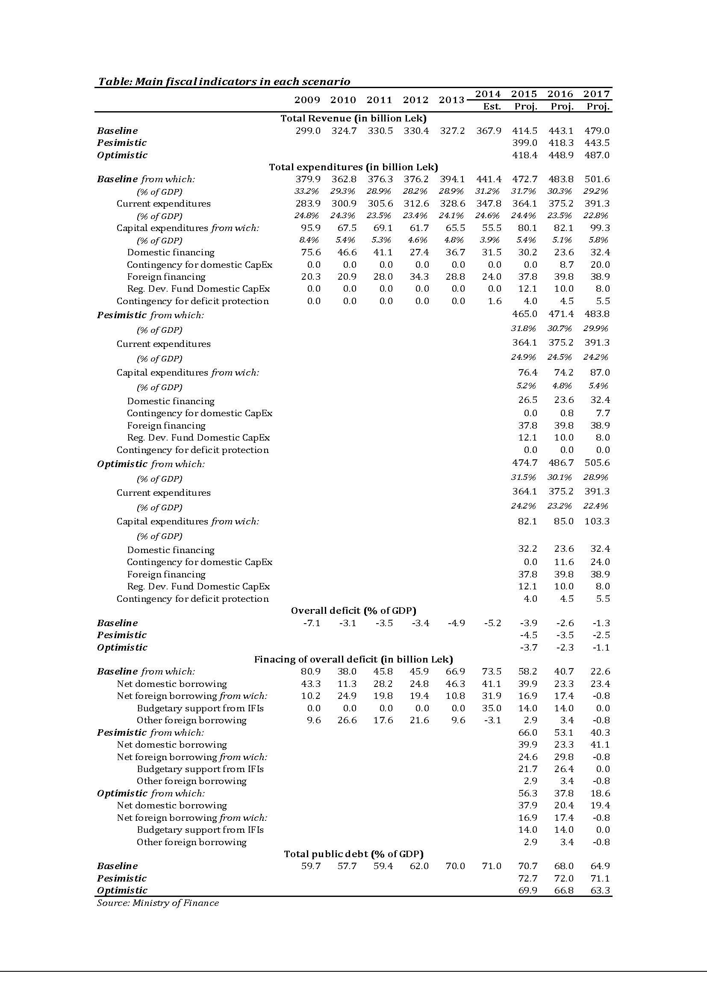 Table: Main fiscal indicators in each scenario
2009 2010 2011 2012 2013 2014 2015 2016 2017
Est. Proj. Proj. Proj.
Total Revenue (in billion Lek)
Baseline 299.0 324.7 330.5 330.4 327.2 367.9 414.5 443.1 479.0
Pesimistic 399.0 418.3 443.5
Optimistic 418.4 448.9 487.0
Total expenditures (in billion Lek)
Baseline from which: 379.9 362.8 376.3 376.2 394.1 441.4 472.7 483.8 501.6
(% of GDP) 33.2% 29.3% 28.9% 28.2% 28.9% 31.2% 31.7% 30.3% 29.2%
Current expenditures 283.9 300.9 305.6 312.6 328.6 347.8 364.1 375.2 391.3
(% of GDP) 24.8% 24.3% 23.5% 23.4% 24.1% 24.6% 24.4% 23.5% 22.8%
Capital expenditures from wich: 95.9 67.5 69.1 61.7 65.5 55.5 80.1 82.1 99.3
(% of GDP) 8.4% 5.4% 5.3% 4.6% 4.8% 3.9% 5.4% 5.1% 5.8%
Domestic financing 75.6 46.6 41.1 27.4 36.7 31.5 30.2 23.6 32.4
Contingency for domestic CapEx 0.0 0.0 0.0 0.0 0.0 0.0 0.0 8.7 20.0
Foreign financing 20.3 20.9 28.0 34.3 28.8 24.0 37.8 39.8 38.9
Reg. Dev. Fund Domestic CapEx 0.0 0.0 0.0 0.0 0.0 0.0 12.1 10.0 8.0
Contingency for deficit protection 0.0 0.0 0.0 0.0 0.0 1.6 4.0 4.5 5.5
Pesimistic from which: 465.0 471.4 483.8
(% of GDP) 31.8% 30.7% 29.9%
Current expenditures 364.1 375.2 391.3
(% of GDP) 24.9% 24.5% 24.2%
Capital expenditures from wich: 76.4 74.2 87.0
(% of GDP) 5.2% 4.8% 5.4%
Domestic financing 26.5 23.6 32.4
Contingency for domestic CapEx 0.0 0.8 7.7
Foreign financing 37.8 39.8 38.9
Reg. Dev. Fund Domestic CapEx 12.1 10.0 8.0
Contingency for deficit protection 0.0 0.0 0.0
Optimistic from which: 474.7 486.7 505.6
(% of GDP) 31.5% 30.1% 28.9%
Current expenditures 364.1 375.2 391.3
(% of GDP) 24.2% 23.2% 22.4%
Capital expenditures from wich: 82.1 85.0 103.3
(% of GDP)
Domestic financing 32.2 23.6 32.4
Contingency for domestic CapEx 0.0 11.6 24.0
Foreign financing 37.8 39.8 38.9
Reg. Dev. Fund Domestic CapEx 12.1 10.0 8.0
Contingency for deficit protection 4.0 4.5 5.5
Overall deficit (% of GDP)
Baseline -7.1 -3.1 -3.5 -3.4 -4.9 -5.2 -3.9 -2.6 -1.3
Pesimistic -4.5 -3.5 -2.5
Optimistic -3.7 -2.3 -1.1
Finacing of overall deficit (in billion Lek)
Baseline from which: 80.9 38.0 45.8 45.9 66.9 73.5 58.2 40.7 22.6
Net domestic borrowing 43.3 11.3 28.2 24.8 46.3 41.1 39.9 23.3 23.4
Net foreign borrowing from wich: 10.2 24.9 19.8 19.4 10.8 31.9 16.9 17.4 -0.8
Budgetary support from IFIs 0.0 0.0 0.0 0.0 0.0 35.0 14.0 14.0 0.0
Other foreign borrowing 9.6 26.6 17.6 21.6 9.6 -3.1 2.9 3.4 -0.8
Pesimistic from which: 66.0 53.1 40.3
Net domestic borrowing 39.9 23.3 41.1
Net foreign borrowing from wich: 24.6 29.8 -0.8
Budgetary support from IFIs 21.7 26.4 0.0
Other foreign borrowing 2.9 3.4 -0.8
Optimistic from which: 56.3 37.8 18.6
Net domestic borrowing 37.9 20.4 19.4
Net foreign borrowing from wich: 16.9 17.4 -0.8
Budgetary support from IFIs 14.0 14.0 0.0
Other foreign borrowing 2.9 3.4 -0.8
Total public debt (% of GDP)
Baseline 59.7 57.7 59.4 62.0 70.0 71.0 70.7 68.0 64.9
Pesimistic 72.7 72.0 71.1
Optimistic 69.9 66.8 63.3
Source: Ministry of Finance